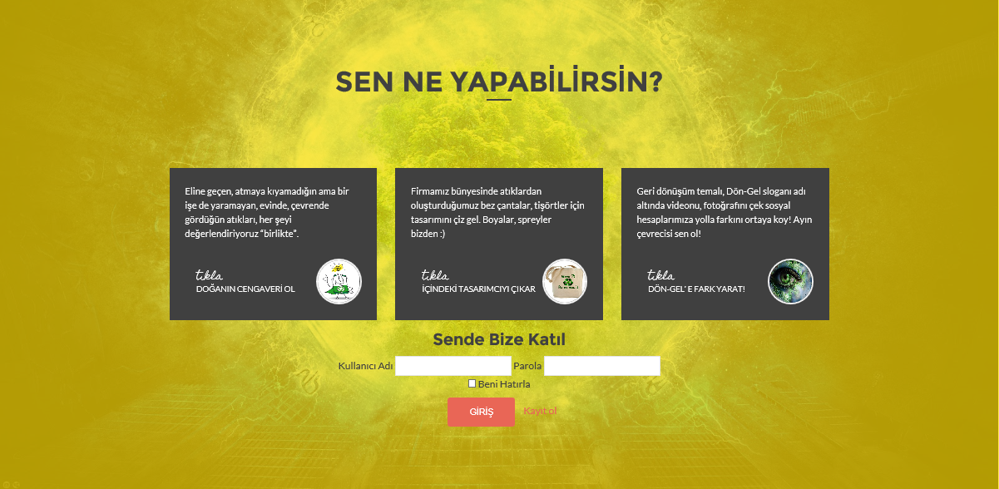 SEN NE YAPABİLİRSİN?
Eline geçen, atmaya kıyamadığın ama bir
işe de yaramayan, evinde, çevrende
gördüğün atıkları, her şeyi
değerlendiriyoruz “birlikte”.
tıkla
DOĞANIN CENGAVERİ OL
Firmamız bünyesinde atıklardan
oluşturduğumuz bez çantalar, tişörtler için
tasarımını çiz gel. Boyalar, spreyler
bizden :)
tıkla
İÇİNDEKİ TASARIMCIYI ÇIKAR
Geri dönüşüm temalı, Dön-Gel sloganı adı
altında videonu, fotoğrafını çek sosyal
hesaplarımıza yolla farkını ortaya koy! Ayın
çevrecisi sen ol!
tıkla
DÖN-GEL' E FARK YARAT!
Sende Bize Katıl
Kullanıcı Adı Parola
Beni Hatırla
GİRİŞ Kayıt ol